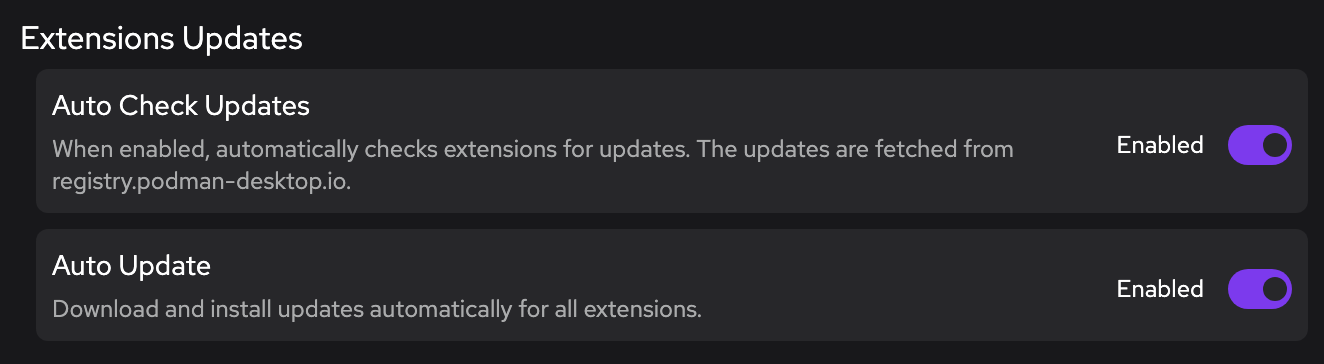 Extensions Updates
Auto Check Updates
When enabled, automatically checks extensions for updates. The updates are fetched from
registry.podman-desktop.io.
Enabled
Auto Update
Download and install updates automatically for all extensions.
Enabled